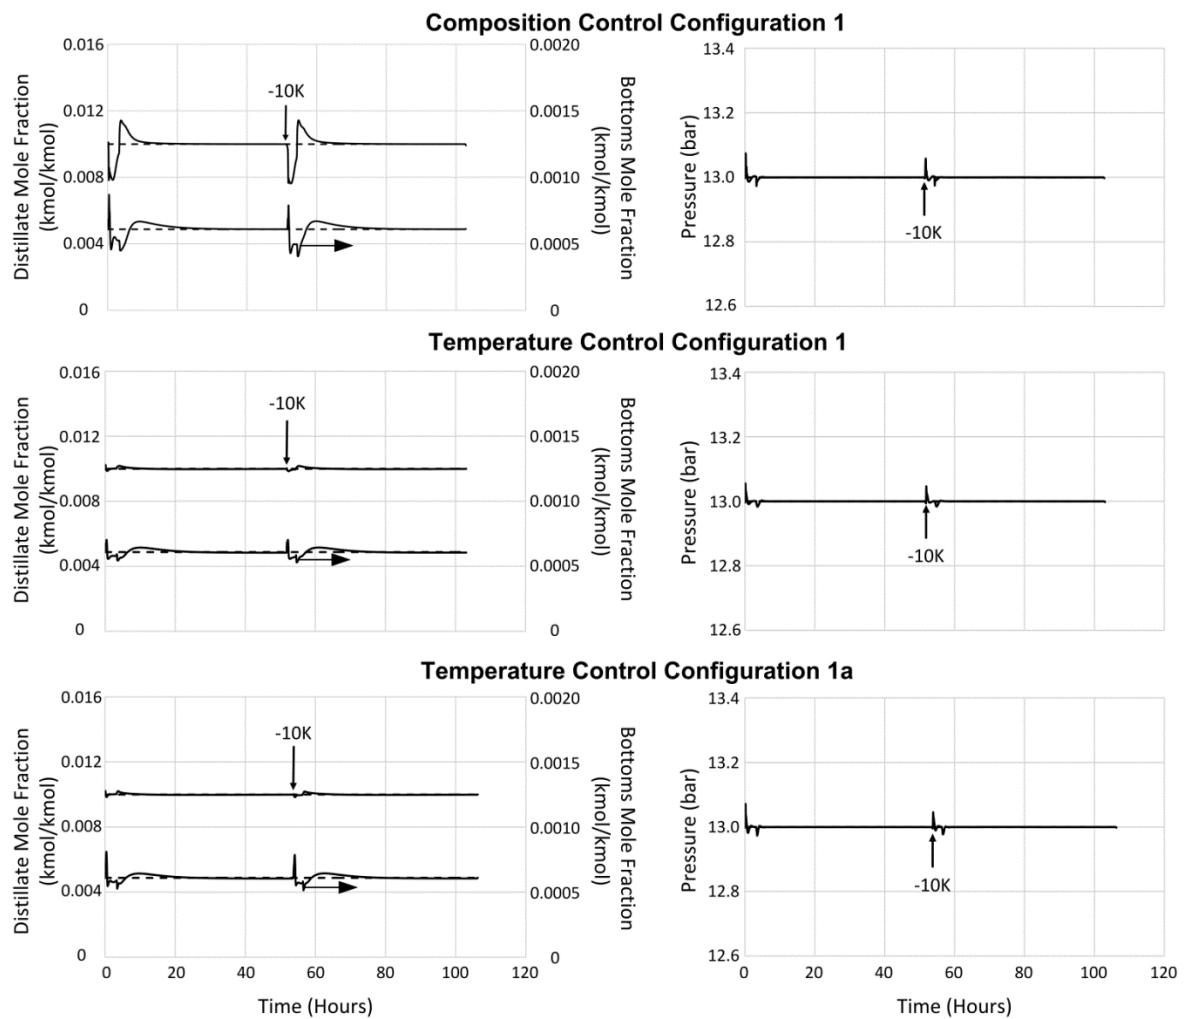 Composition Control Configuration 1
Distillate Mole Fraction
(kmol/kmol)
0.016
0.012
0.008
0.004
0
-10K
0.0020
0.0015
0.0010
0.0005
0
Bottoms Mole Fraction
(kmol/kmol)
Pressure (bar)
13.4
13.2
13.0
12.8
12.6
-10K
Temperature Control Configuration 1
Distillate Mole Fraction
(kmol/kmol)
0.016
0.012
0.008
0.004
0
-10K
0.0020
0.0015
0.0010
0.0005
0
Bottoms Mole Fraction
(kmol/kmol)
Pressure (bar)
13.4
13.2
13.0
12.8
12.6
-10K
Temperature Control Configuration 1a
Distillate Mole Fraction
(kmol/kmol)
0.016
0.012
0.008
0.004
0
-10K
0.0020
0.0015
0.0010
0.0005
0
Bottoms Mole Fraction
(kmol/kmol)
0 20 40 60 80 100 120
Time (Hours)
Pressure (bar)
13.4
13.2
13.0
12.8
12.6
-10K
0 20 40 60 80 100 120
Time (Hours)